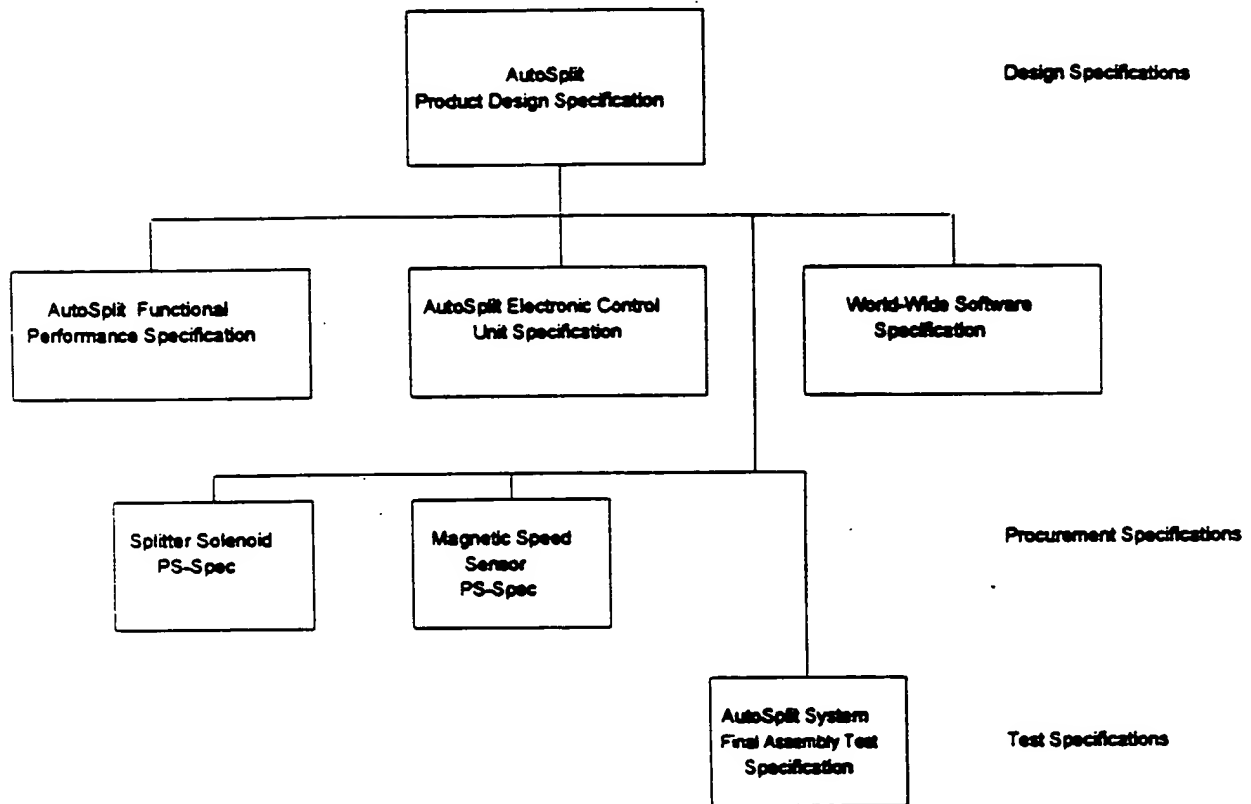 AutoSplit
Product Design Specification
Design Specifications
AutoSplit Functional
Performance Specification
AutoSplit Electronic Control
Unit Specification
World-Wide Software
Specification
Splitter Solenoid
PS-Spec
Magnetic Speed
Sensor
PS-Spec
Procurement Specifications
AutoSplit System
Final Assembly Test
Specification
Test Specifications